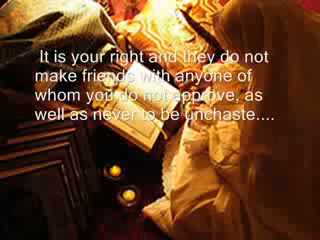 It is your right and they do not
make friends with anyone of
whom you do not approve, as
well as never to be unchaste....